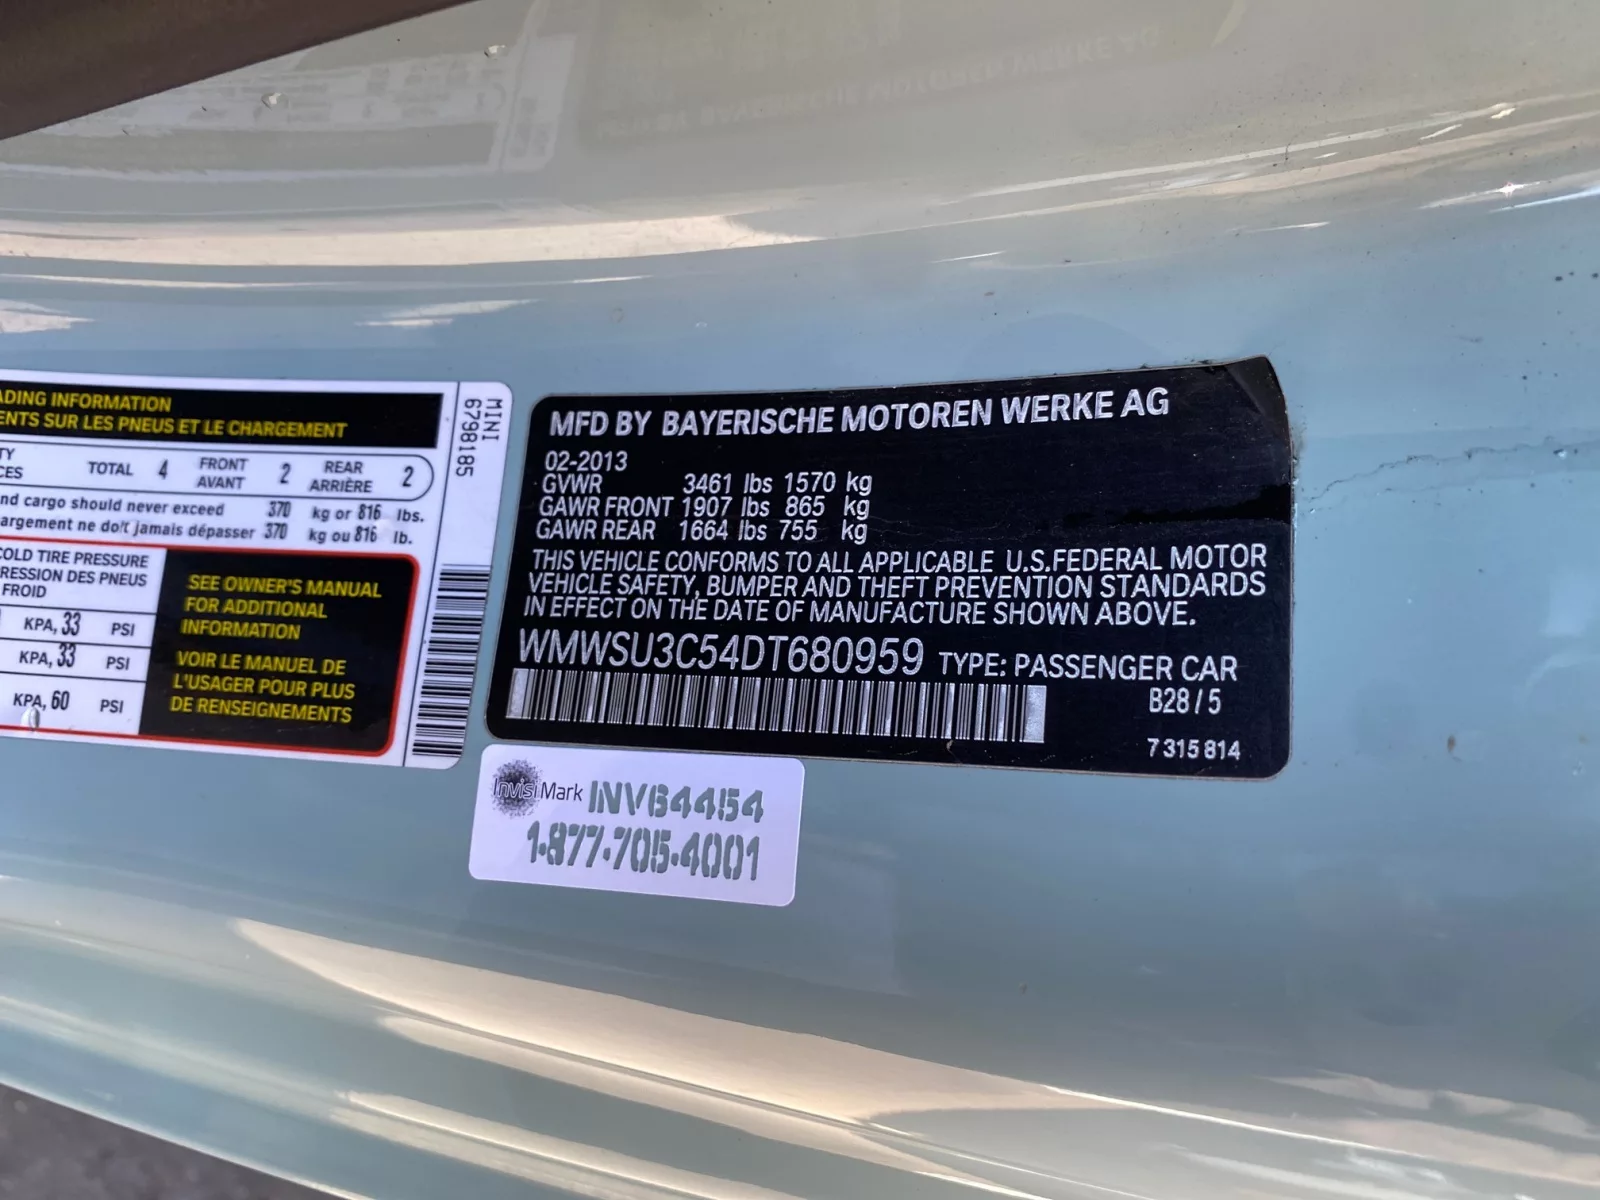 ADING INFORMATION
ENTS SUR LES PNEUS ET LE CHARGEMENT
TY TOTAL 4 FRONT 2 REAR 2
CES AVANT ARRIÈRE
nd cargo should never exceed 370 kg or 816 lbs.
argement ne doit jamais dépasser 370 kg ou 816 lb.
COLD TIRE PRESSURE
RESSION DES PNEUS
FROID
KPA, 33 PSI
KPA, 33 PSI
KPA, 60 PSI
SEE OWNER'S MANUAL
FOR ADDITIONAL
INFORMATION
VOIR LE MANUEL DE
L'USAGER POUR PLUS
DE RENSEIGNEMENTS
MINI
6798185
MFD BY BAYERISCHE MOTOREN WERKE AG
02-2013
GVWR 3461 lbs 1570 kg
GAWR FRONT 1907 lbs 865 kg
GAWR REAR 1664 lbs 755 kg
THIS VEHICLE CONFORMS TO ALL APPLICABLE U.S.FEDERAL MOTOR
VEHICLE SAFETY, BUMPER AND THEFT PREVENTION STANDARDS
IN EFFECT ON THE DATE OF MANUFACTURE SHOWN ABOVE.
WMWSU3C54DT680959 TYPE: PASSENGER CAR
B28 / 5
7 315 814
InvisiMark INV64454
1-877-705-4001